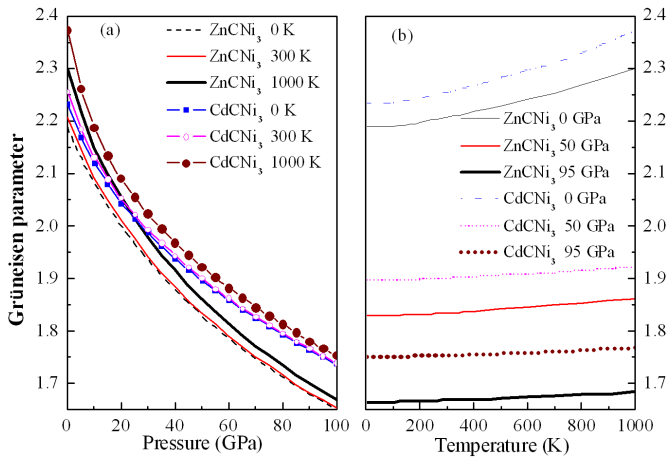 Grüneisen parameter
2.4
2.3
2.2
2.1
2.0
1.9
1.8
1.7
(a)
ZnCNi3 0 K
ZnCNi3 300 K
ZnCNi3 1000 K
CdCNi3 0 K
CdCNi3 300 K
CdCNi3 1000 K
0 20 40 60 80 100
Pressure (GPa)
2.4
2.3
2.2
2.1
2.0
1.9
1.8
1.7
(b)
ZnCNi3 0 GPa
ZnCNi3 50 GPa
ZnCNi3 95 GPa
CdCNi3 0 GPa
CdCNi3 50 GPa
CdCNi3 95 GPa
0 200 400 600 800 1000
Temperature (K)